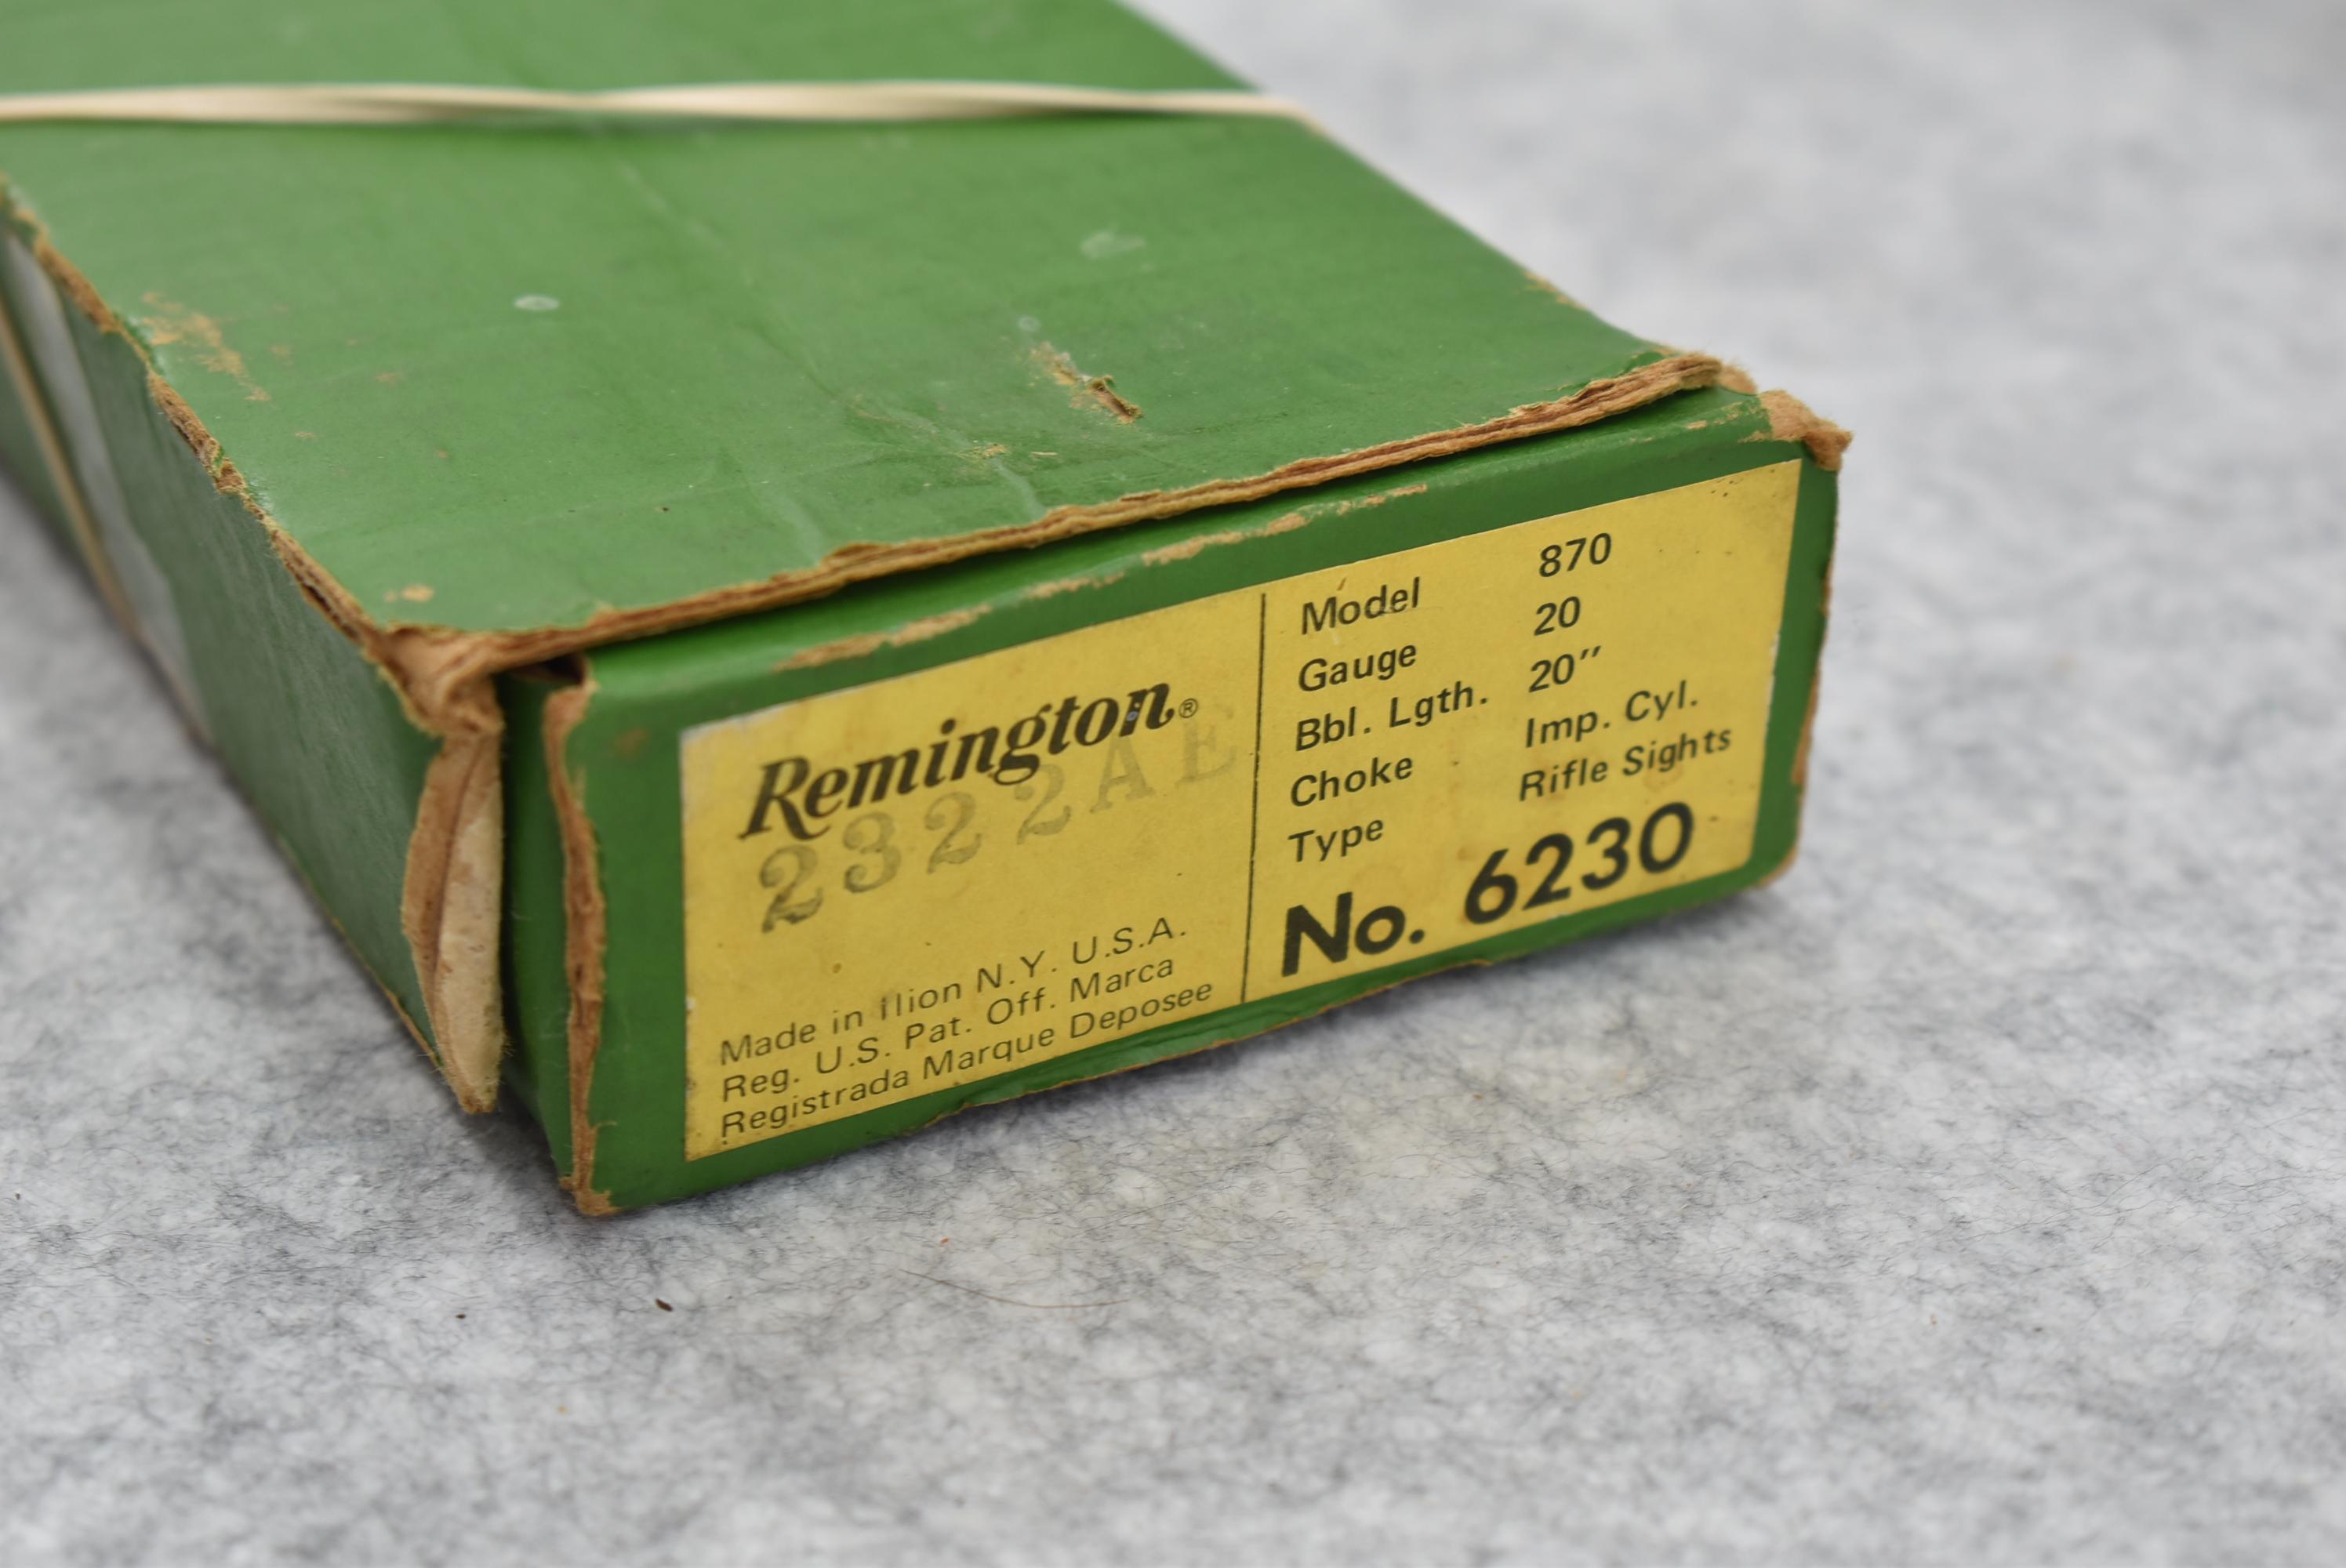 Remington®
2322AE
Made in Ilion N.Y. U.S.A.
Reg. U.S. Pat. Off. Marca
Registrada Marque Deposee
Model 870
Gauge 20
Bbl. Lgth. 20"
Choke Imp. Cyl.
Type Rifle Sights
No. 6230